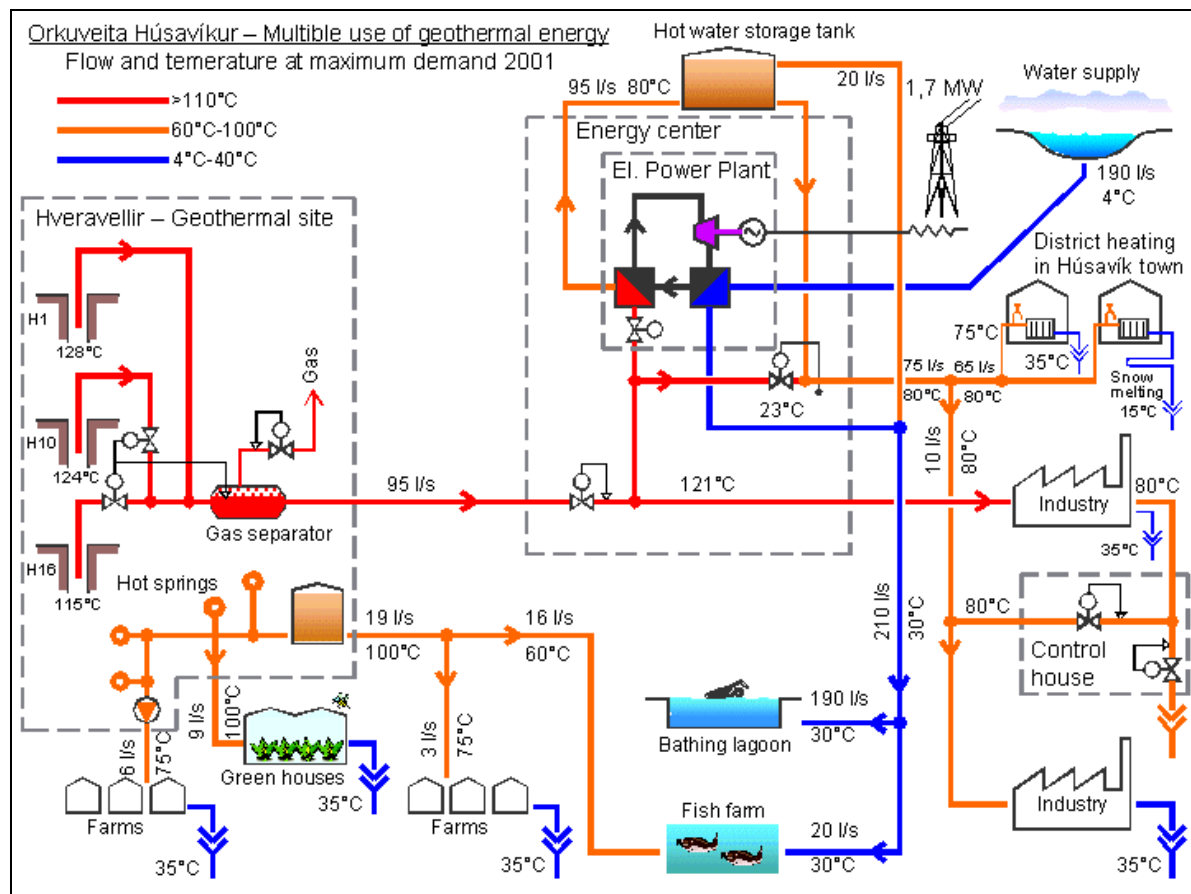 Orkuveita Húsavíkur – Multible use of geothermal energy
Flow and temerature at maximum demand 2001
>110°C
60°C-100°C
4°C-40°C
Hot water storage tank
95 l/s 80°C
20 l/s
1,7 MW
Water supply
190 l/s
4°C
Energy center
El. Power Plant
District heating
in Húsavík town
75°C
35°C
Snow
melting
15°C
75 l/s
80°C
65 l/s
80°C
23°C
10 l/s
80°C
Hveravellir – Geothermal site
H1
128°C
H10
124°C
H16
115°C
Gas
Gas separator
95 l/s
121°C
Industry
80°C
35°C
Hot springs
19 l/s
100°C
16 l/s
60°C
210 l/s
30°C
80°C
Control
house
6 l/s
75°C
9 l/s
100°C
Green houses
35°C
3 l/s
75°C
Bathing lagoon
190 l/s
30°C
Farms
35°C
Farms
35°C
Fish farm
20 l/s
30°C
Industry
35°C